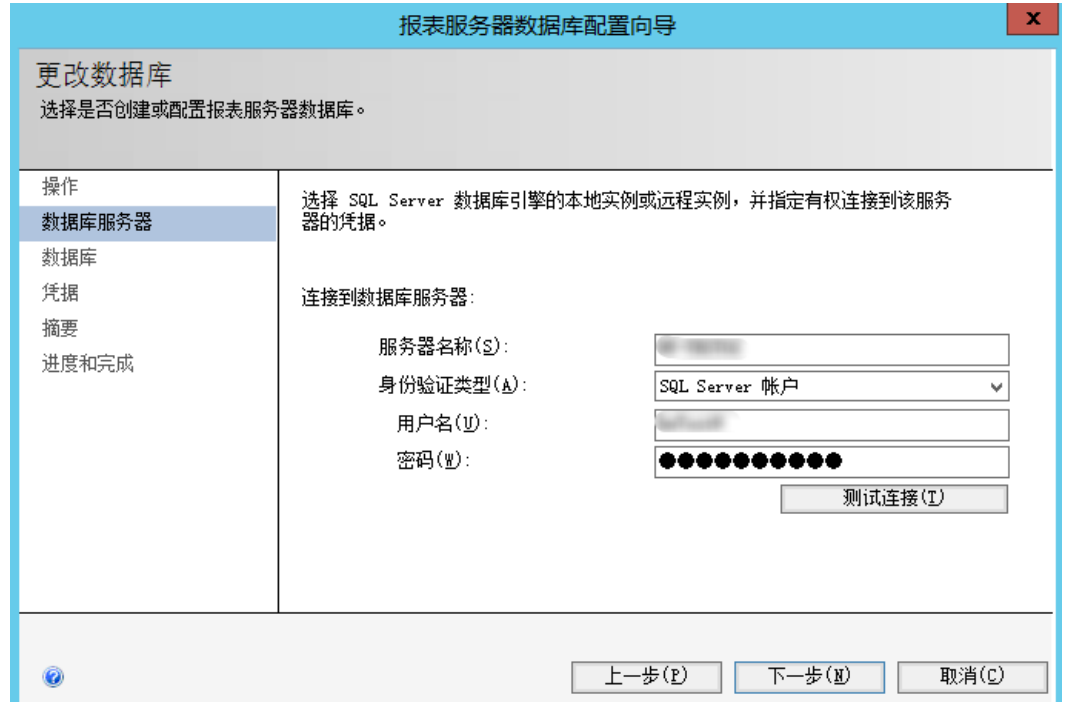 报表服务器数据库配置向导
x
更改数据库
选择是否创建或配置报表服务器数据库。
操作
数据库服务器
数据库
凭据
摘要
进度和完成
选择 SQL Server 数据库引擎的本地实例或远程实例，并指定有权连接到该服务
器的凭据。
连接到数据库服务器:
服务器名称(S):
身份验证类型(A): SQL Server 帐户
用户名(U):
密码(W): ●●●●●●●●●●
测试连接(T)
?
上一步(P) 下一步(N) 取消(C)